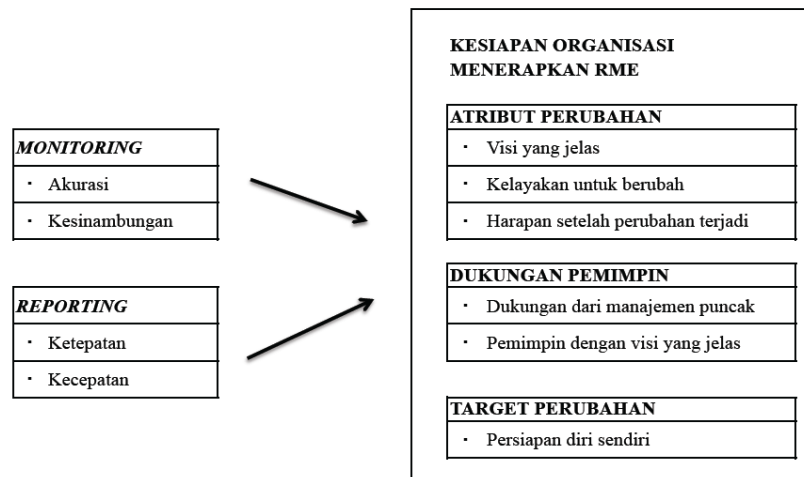 MONITORING
· Akurasi
· Kesinambungan
REPORTING
· Ketepatan
· Kecepatan
KESIAPAN ORGANISASI
MENERAPKAN RME
ATRIBUT PERUBAHAN
· Visi yang jelas
· Kelayakan untuk berubah
· Harapan setelah perubahan terjadi
DUKUNGAN PEMIMPIN
· Dukungan dari manajemen puncak
· Pemimpin dengan visi yang jelas
TARGET PERUBAHAN
· Persiapan diri sendiri